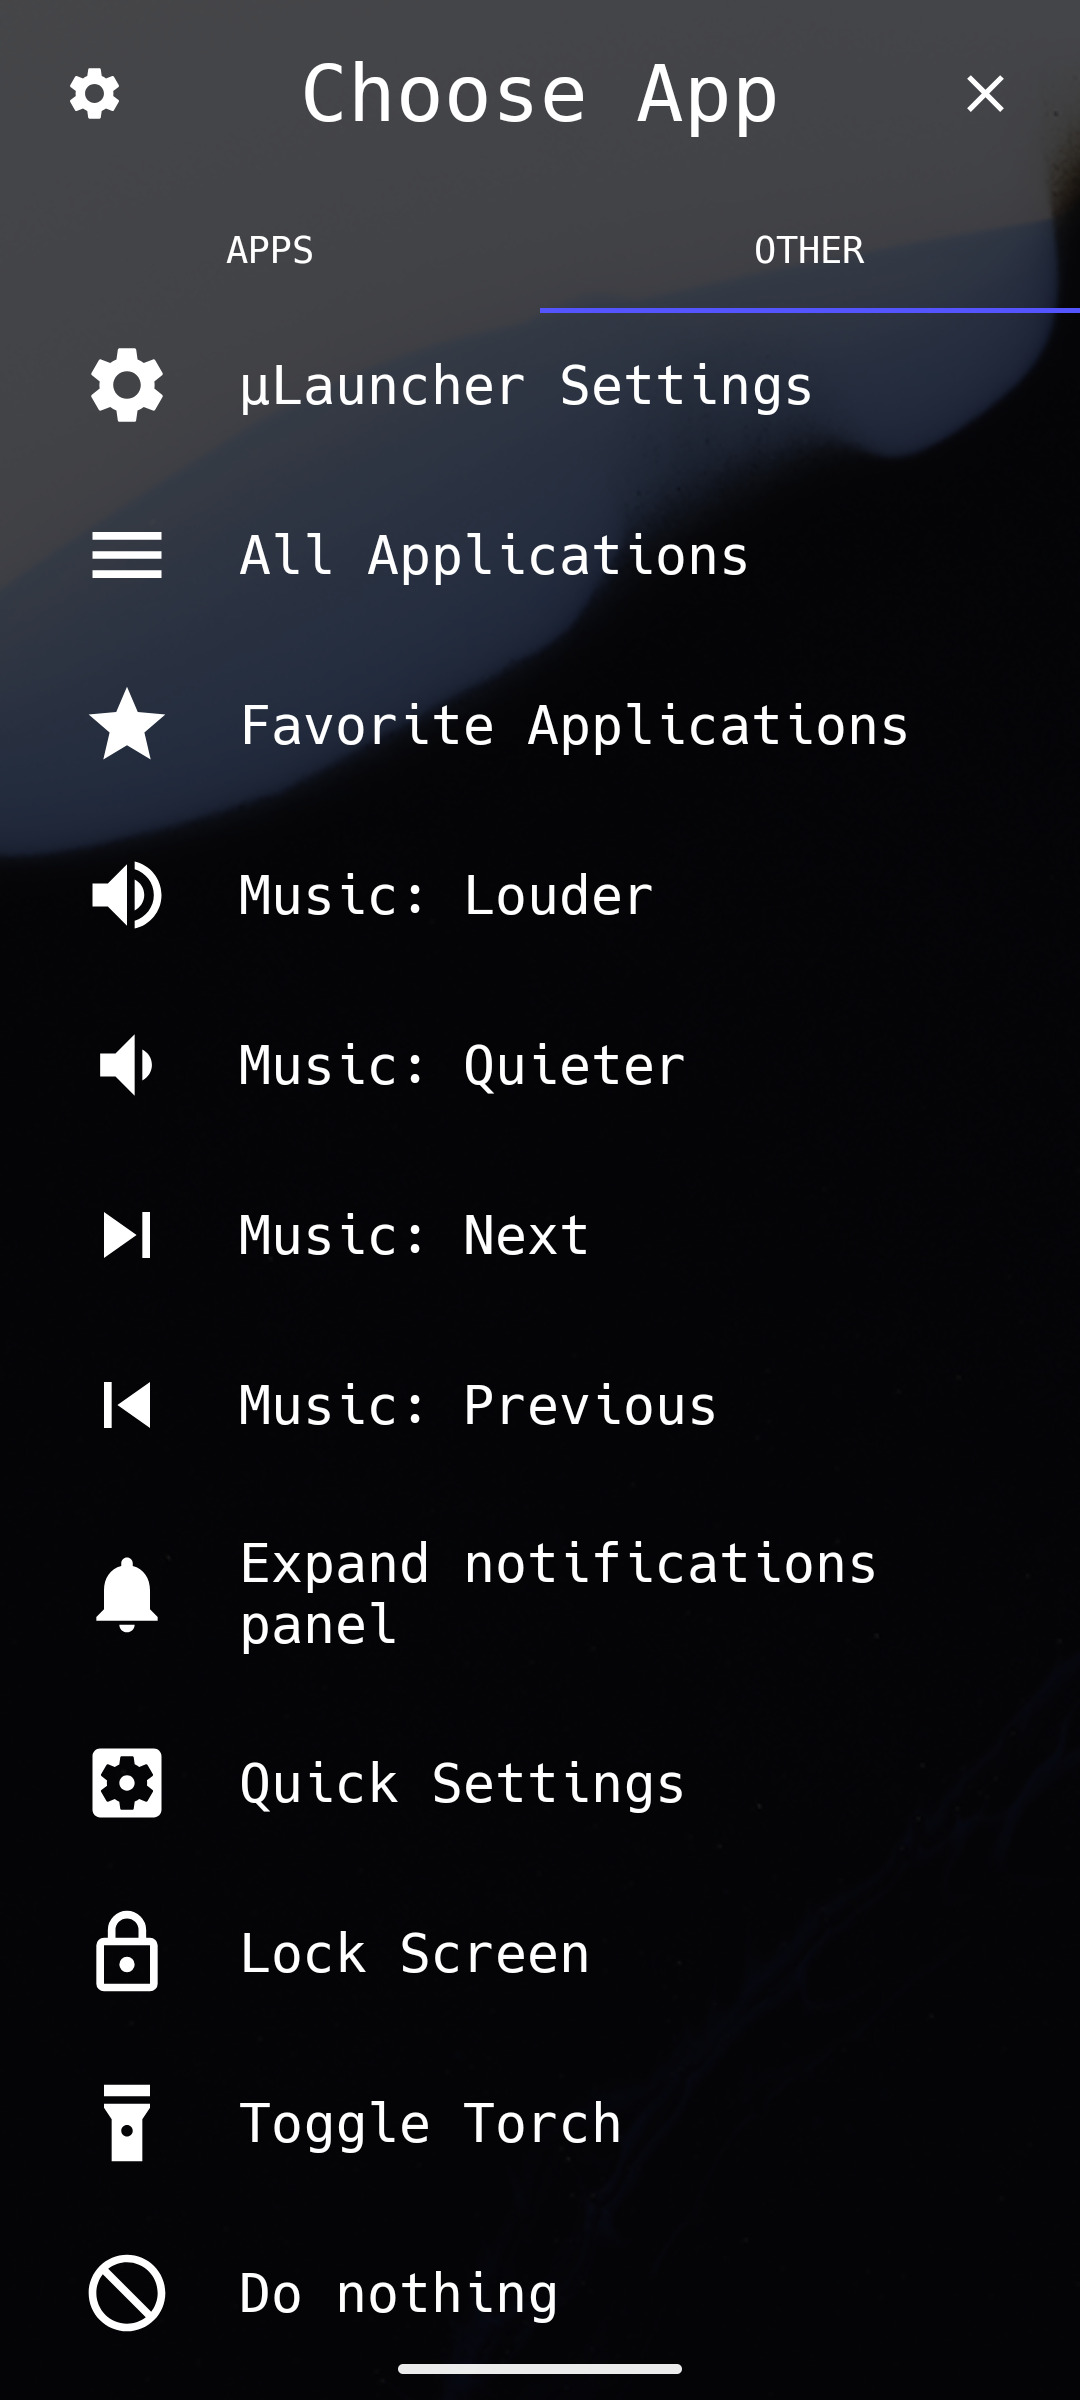 Choose App
APPS
OTHER
µLauncher Settings
All Applications
Favorite Applications
Music: Louder
Music: Quieter
Music: Next
Music: Previous
Expand notifications
panel
Quick Settings
Lock Screen
Toggle Torch
Do nothing